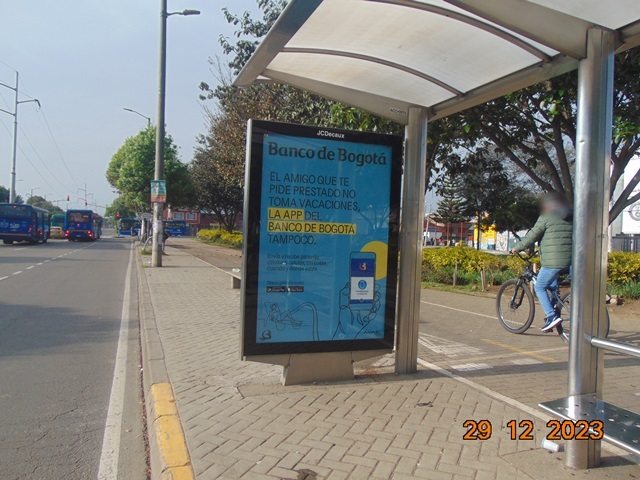 JCDecaux
Banco de Bogotá
EL AMIGO QUE TE
PIDE PRESTADO NO
TOMA VACACIONES,
LA APP DEL
BANCO DE BOGOTÁ
TAMPOCO.
29 12 2023